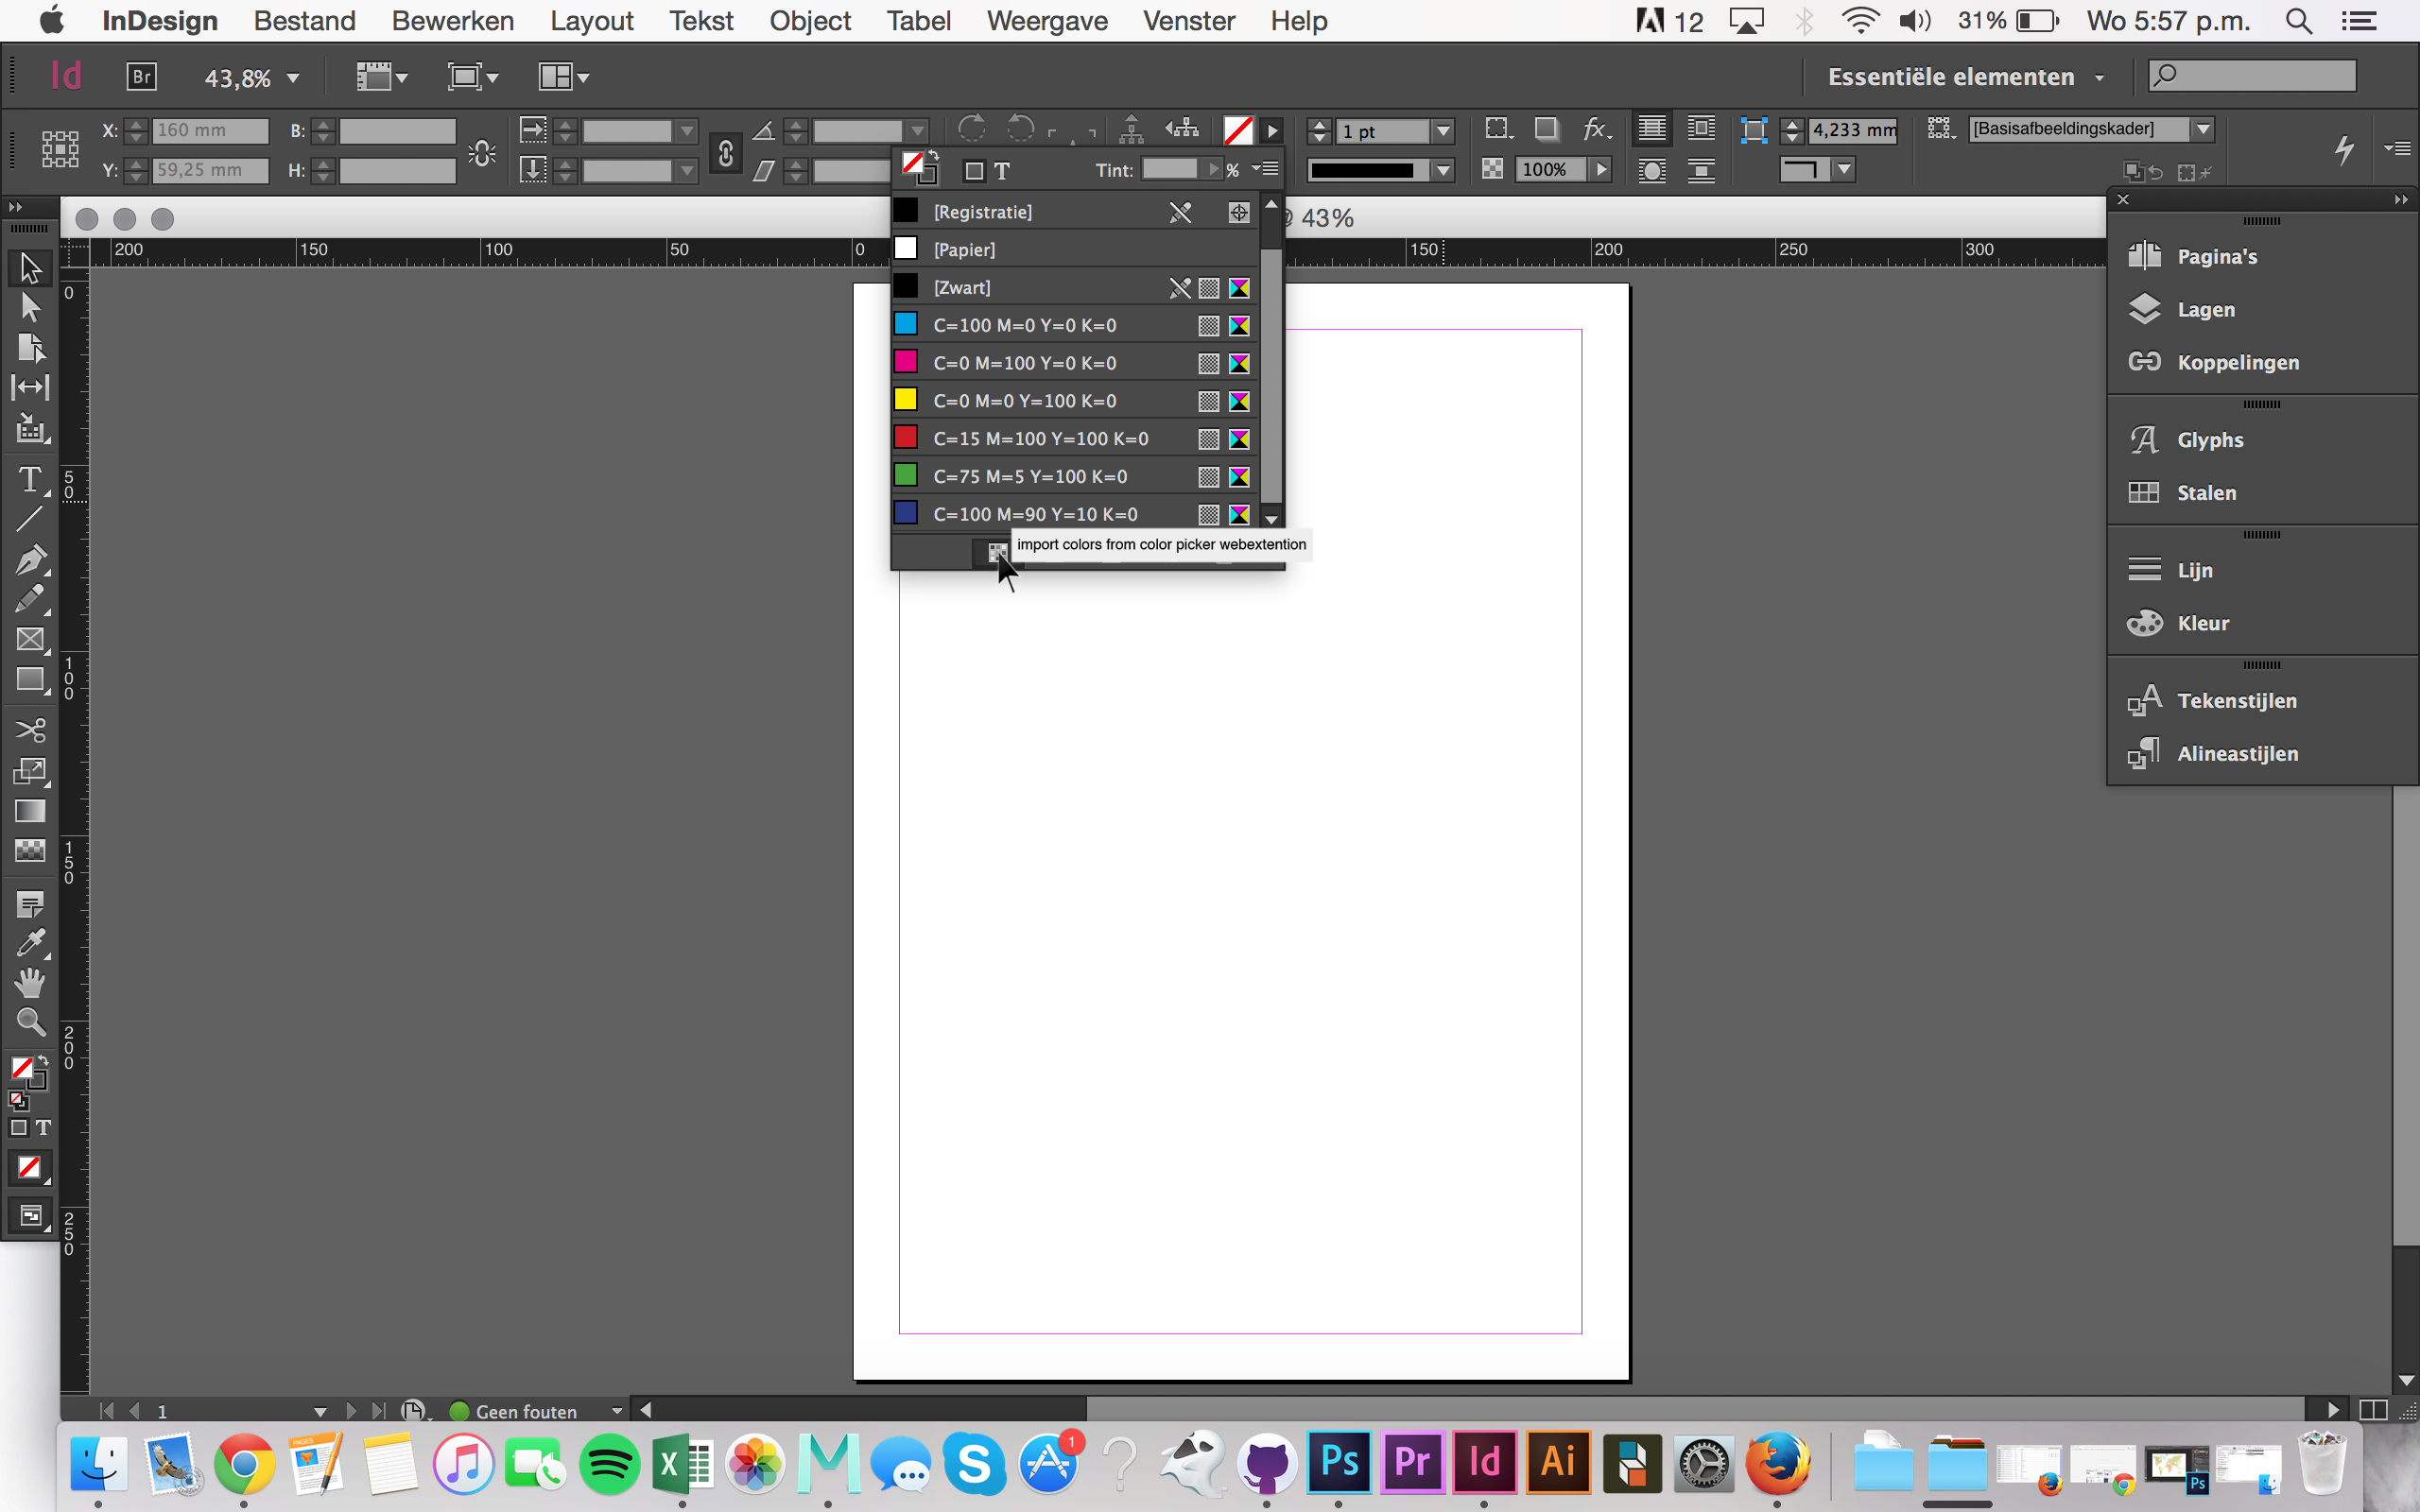 InDesign Bestand Bewerken Layout Tekst Object Tabel Weergave Venster Help 12 31% Wo 5:57 p.m.
Id Br 43,8% Essentiële elementen
X: 160 mm B: 1 pt 4,233 mm [Basisafbeeldingskader]
Y: 59,25 mm H: T Tint: % 100%
[Registratie]
@ 43%
200 150 100 50 0 150 200 250 300
[Papier]
[Zwart]
C=100 M=0 Y=0 K=0
C=0 M=100 Y=0 K=0
C=0 M=0 Y=100 K=0
C=15 M=100 Y=100 K=0
C=75 M=5 Y=100 K=0
C=100 M=90 Y=10 K=0
import colors from color picker webextention
0
50
100
150
200
250
Pagina's
Lagen
Koppelingen
Glyphs
Stalen
Lijn
Kleur
Tekenstijlen
Alineastijlen
1 Geen fouten
PAGES 1 Ps Pr Id Ai Ps